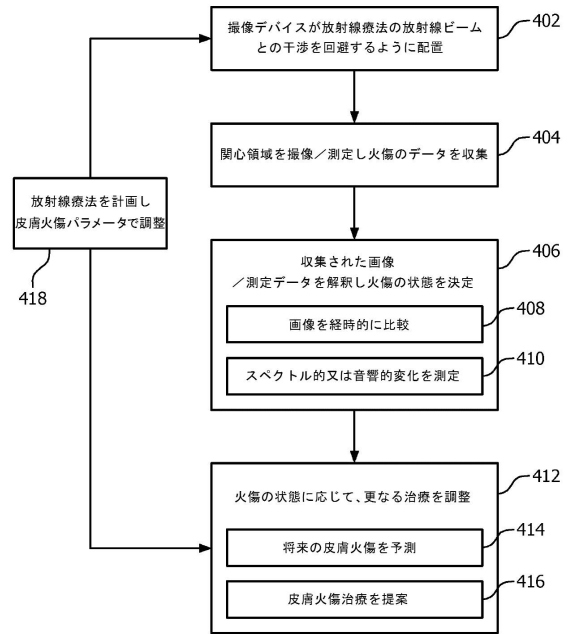 撮像デバイスが放射線療法の放射線ビーム
との干渉を回避するように配置
402
関心領域を撮像／測定し火傷のデータを収集
404
放射線療法を計画し
皮膚火傷パラメータで調整
418
収集された画像
／測定データを解釈し火傷の状態を決定
406
画像を経時的に比較
408
スペクトル的又は音響的変化を測定
410
火傷の状態に応じて、更なる治療を調整
412
将来の皮膚火傷を予測
414
皮膚火傷治療を提案
416